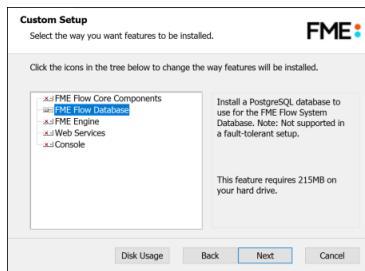 Custom Setup
Select the way you want features to be installed.
FME
Click the icons in the tree below to change the way features will be installed.
FME Flow Core Components
FME Flow Database
FME Engine
Web Services
Console
Install a PostgreSQL database to
use for the FME Flow System
Database. Note: Not supported in
a fault-tolerant setup.
This feature requires 215MB on
your hard drive.
Disk Usage
Back
Next
Cancel